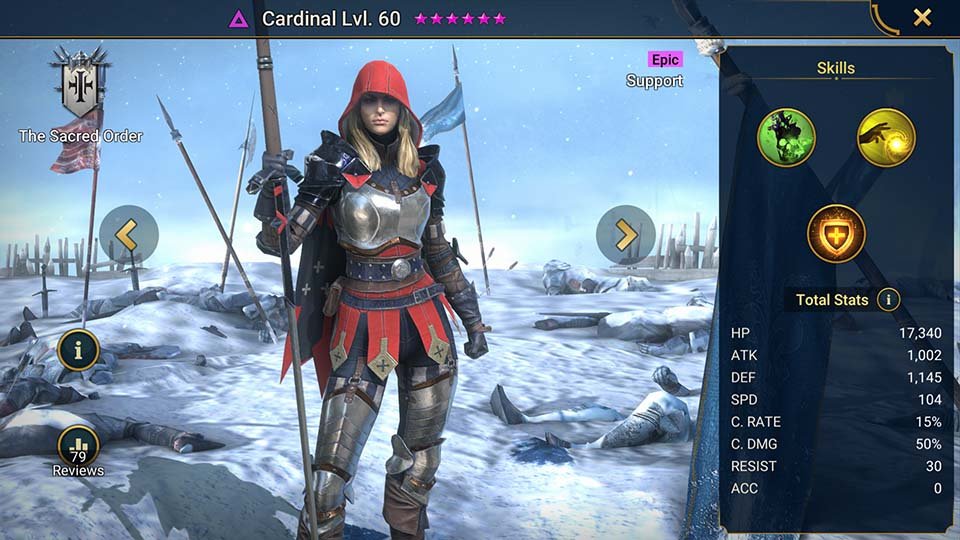 Cardinal Lvl. 60
The Sacred Order
Epic
Support
Skills
Total Stats i
HP 17,340
ATK 1,002
DEF 1,145
SPD 104
C. RATE 15%
C. DMG 50%
RESIST 30
ACC 0
i
79
Reviews